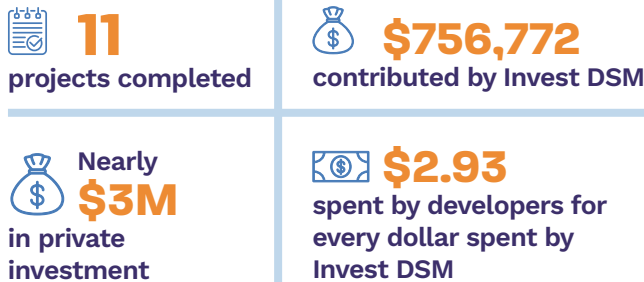 11
projects completed
$756,772
contributed by Invest DSM
Nearly
$3M
in private
investment
$2.93
spent by developers for
every dollar spent by
Invest DSM